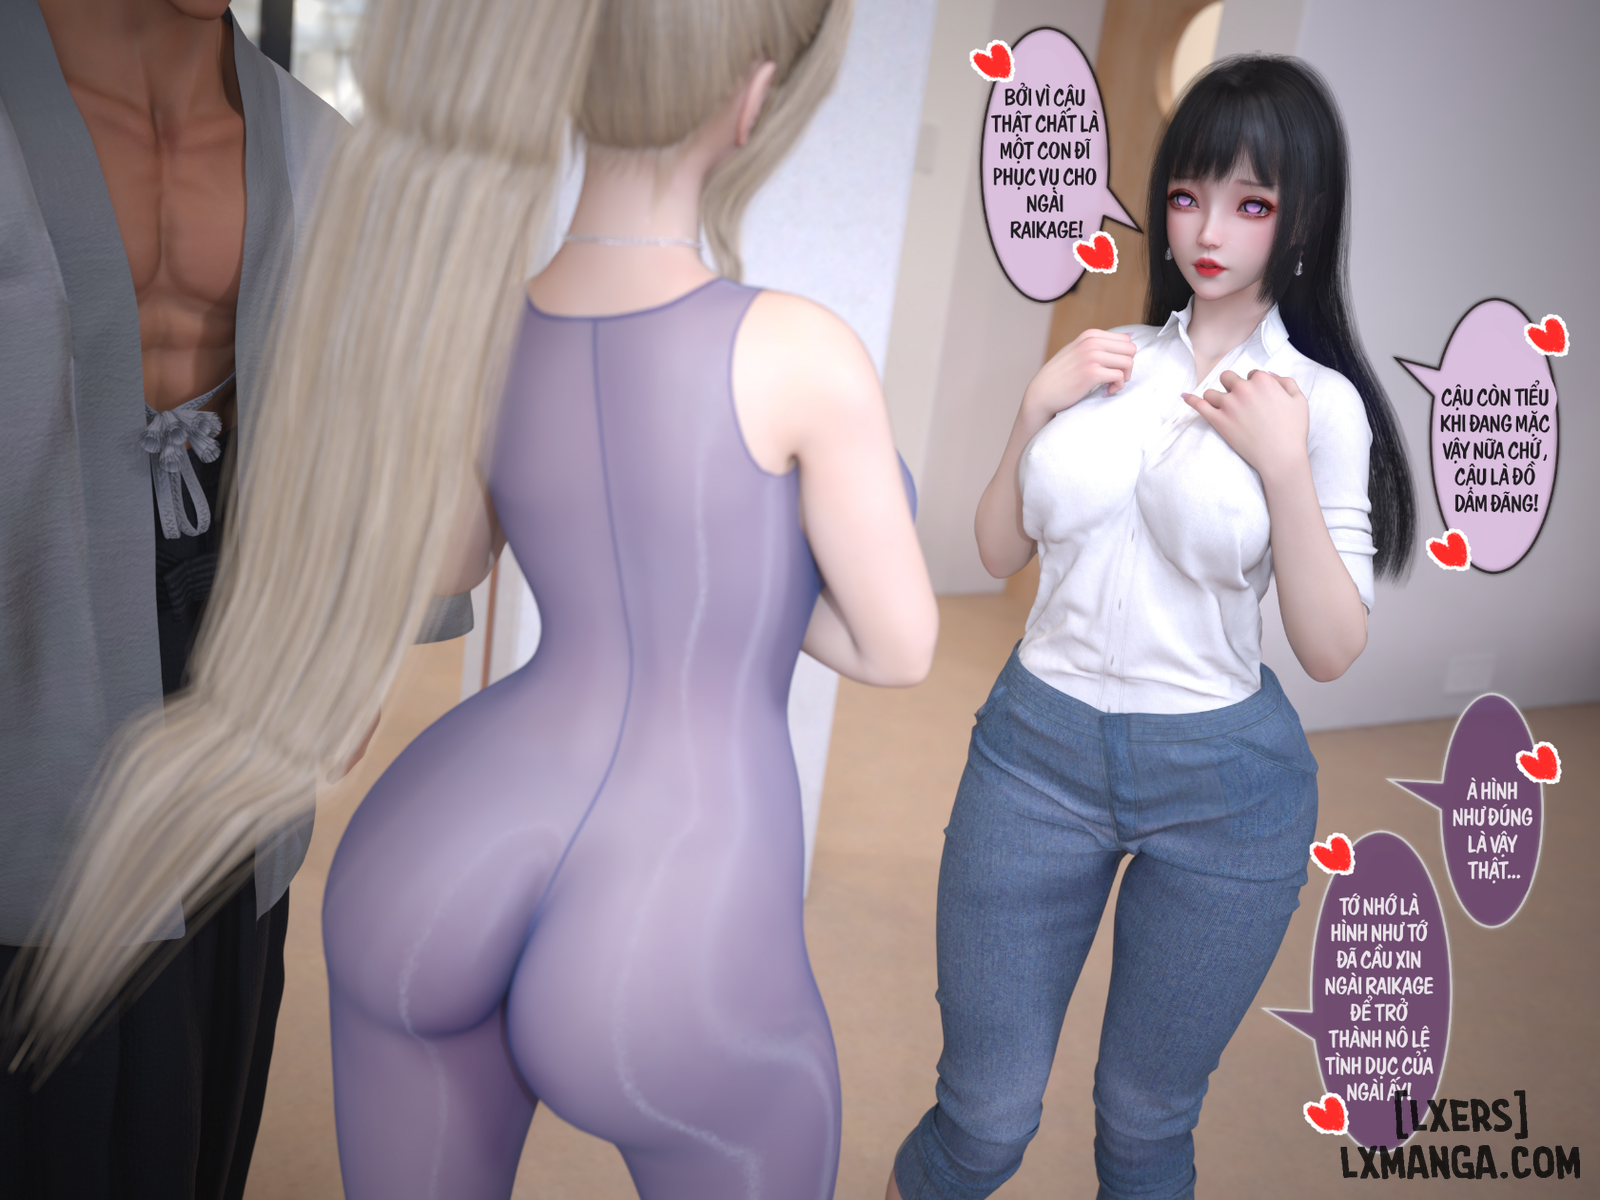 BỞI VÌ CẬU
THẬT CHẤT LÀ
MỘT CON ĐĨ
PHỤC VỤ CHO
NGÀI
RAIKAGE!
CẬU CÒN TIỂU
KHI ĐANG MẶC
VẬY NỮA CHỨ,
CẬU LÀ ĐỒ
DÂM ĐÃNG!
À HÌNH
NHƯ ĐÚNG
LÀ VẬY
THẬT...
TỚ NHỚ LÀ
HÌNH NHƯ TỚ
ĐÃ CẦU XIN
NGÀI RAIKAGE
ĐỂ TRỞ
THÀNH NÔ LỆ
TÌNH DỤC CỦA
NGÀI ẤY!
[LXERS]
LXMANGA.COM